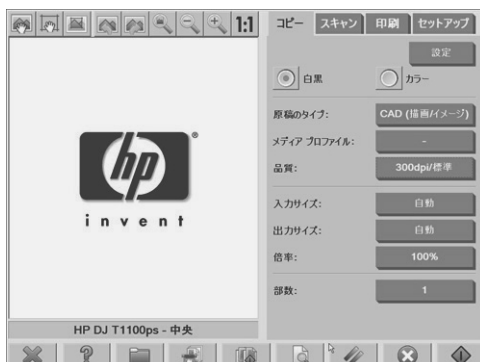 1:1
コピー スキャン 印刷 セットアップ
設定
白黒 カラー
原稿のタイプ: CAD (描画/イメージ)
メディア プロファイル: -
品質: 300dpi/標準
入力サイズ: 自動
出力サイズ: 自動
倍率: 100%
部数: 1
hp
invent
HP DJ T1100ps - 中央